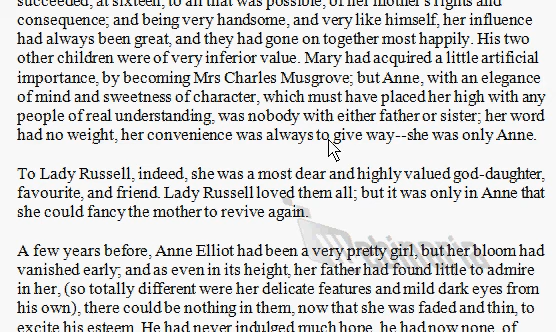 succeeded, at sixteen, to all that was possible, of her mother's rights and
consequence; and being very handsome, and very like himself, her influence
had always been great, and they had gone on together most happily. His two
other children were of very inferior value. Mary had acquired a little artificial
importance, by becoming Mrs Charles Musgrove; but Anne, with an elegance
of mind and sweetness of character, which must have placed her high with any
people of real understanding, was nobody with either father or sister; her word
had no weight, her convenience was always to give way--she was only Anne.
To Lady Russell, indeed, she was a most dear and highly valued god-daughter,
favourite, and friend. Lady Russell loved them all; but it was only in Anne that
she could fancy the mother to revive again.
A few years before, Anne Elliot had been a very pretty girl, but her bloom had
vanished early; and as even in its height, her father had found little to admire
in her, (so totally different were her delicate features and mild dark eyes from
his own), there could be nothing in them, now that she was faded and thin, to
excite his esteem. He had never indulged much hope, he had now none, of